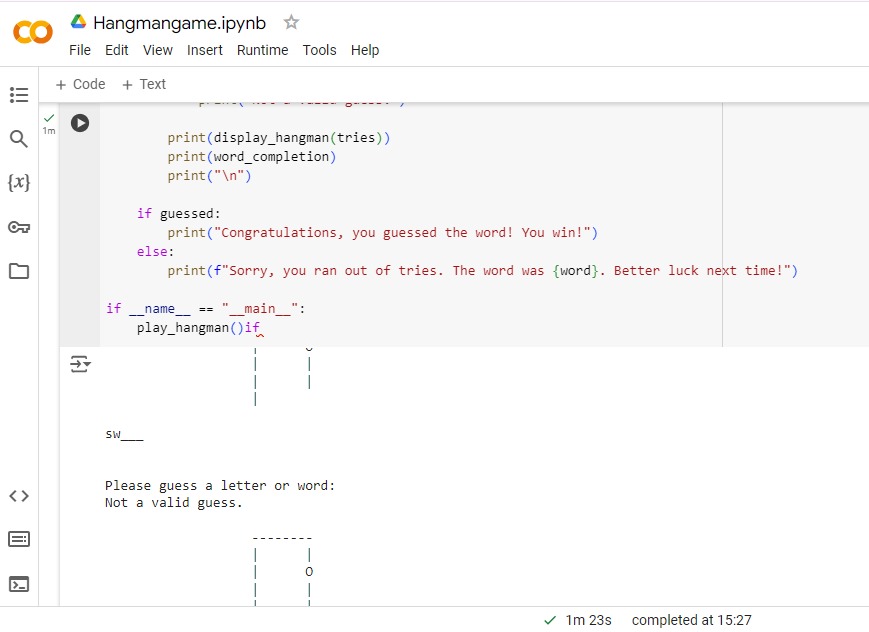 Hangmangame.ipynb
File Edit View Insert Runtime Tools Help
+ Code + Text
1m
print(display_hangman(tries))
print(word_completion)
print("\n")
if guessed:
print("Congratulations, you guessed the word! You win!")
else:
print(f"Sorry, you ran out of tries. The word was {word}. Better luck next time!")
if __name__ == "__main__":
play_hangman()if
sw___
Please guess a letter or word:
Not a valid guess.
--------
| |
| O
| |
1m 23s completed at 15:27